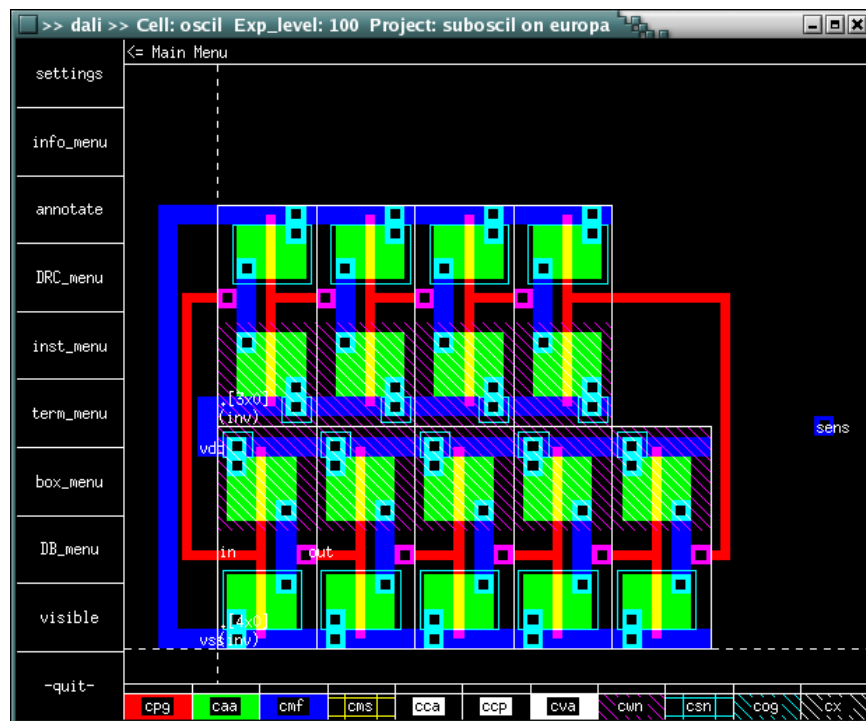 >> dali >> Cell: oscil Exp_level: 100 Project: suboscil on europa
<= Main Menu
settings
info_menu
annotate
DRC_menu
inst_menu
term_menu
box_menu
DB_menu
visible
-quit-
.[3x0]
(inv)
vdd
sens
in
out
.[4x0]
vss(inv)
cpg
caa
cmf
cms
cca
ccp
cva
cwn
csn
cog
cx